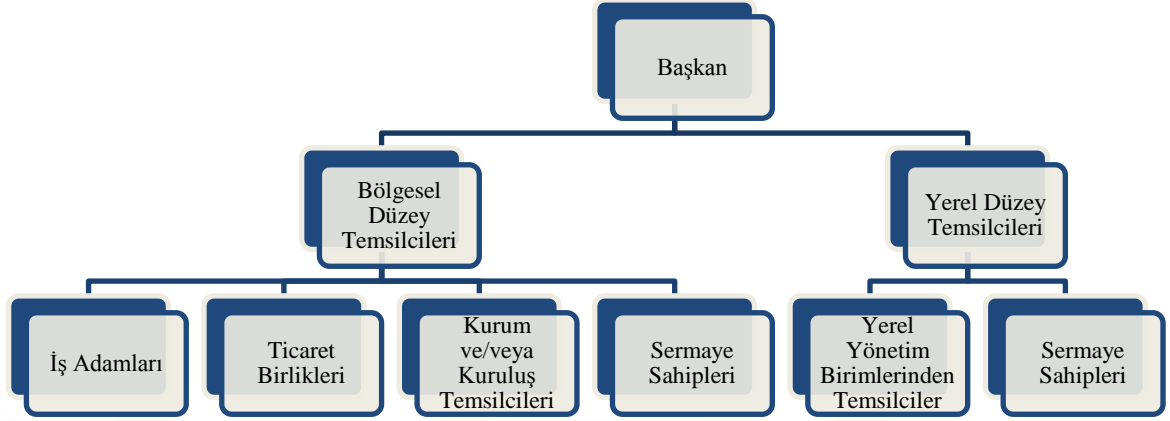 Başkan
Bölgesel
Düzey
Temsilcileri
Yerel Düzey
Temsilcileri
İş Adamları
Ticaret
Birlikleri
Kurum
ve/veya
Kuruluş
Temsilcileri
Sermaye
Sahipleri
Yerel
Yönetim
Birimlerinden
Temsilciler
Sermaye
Sahipleri